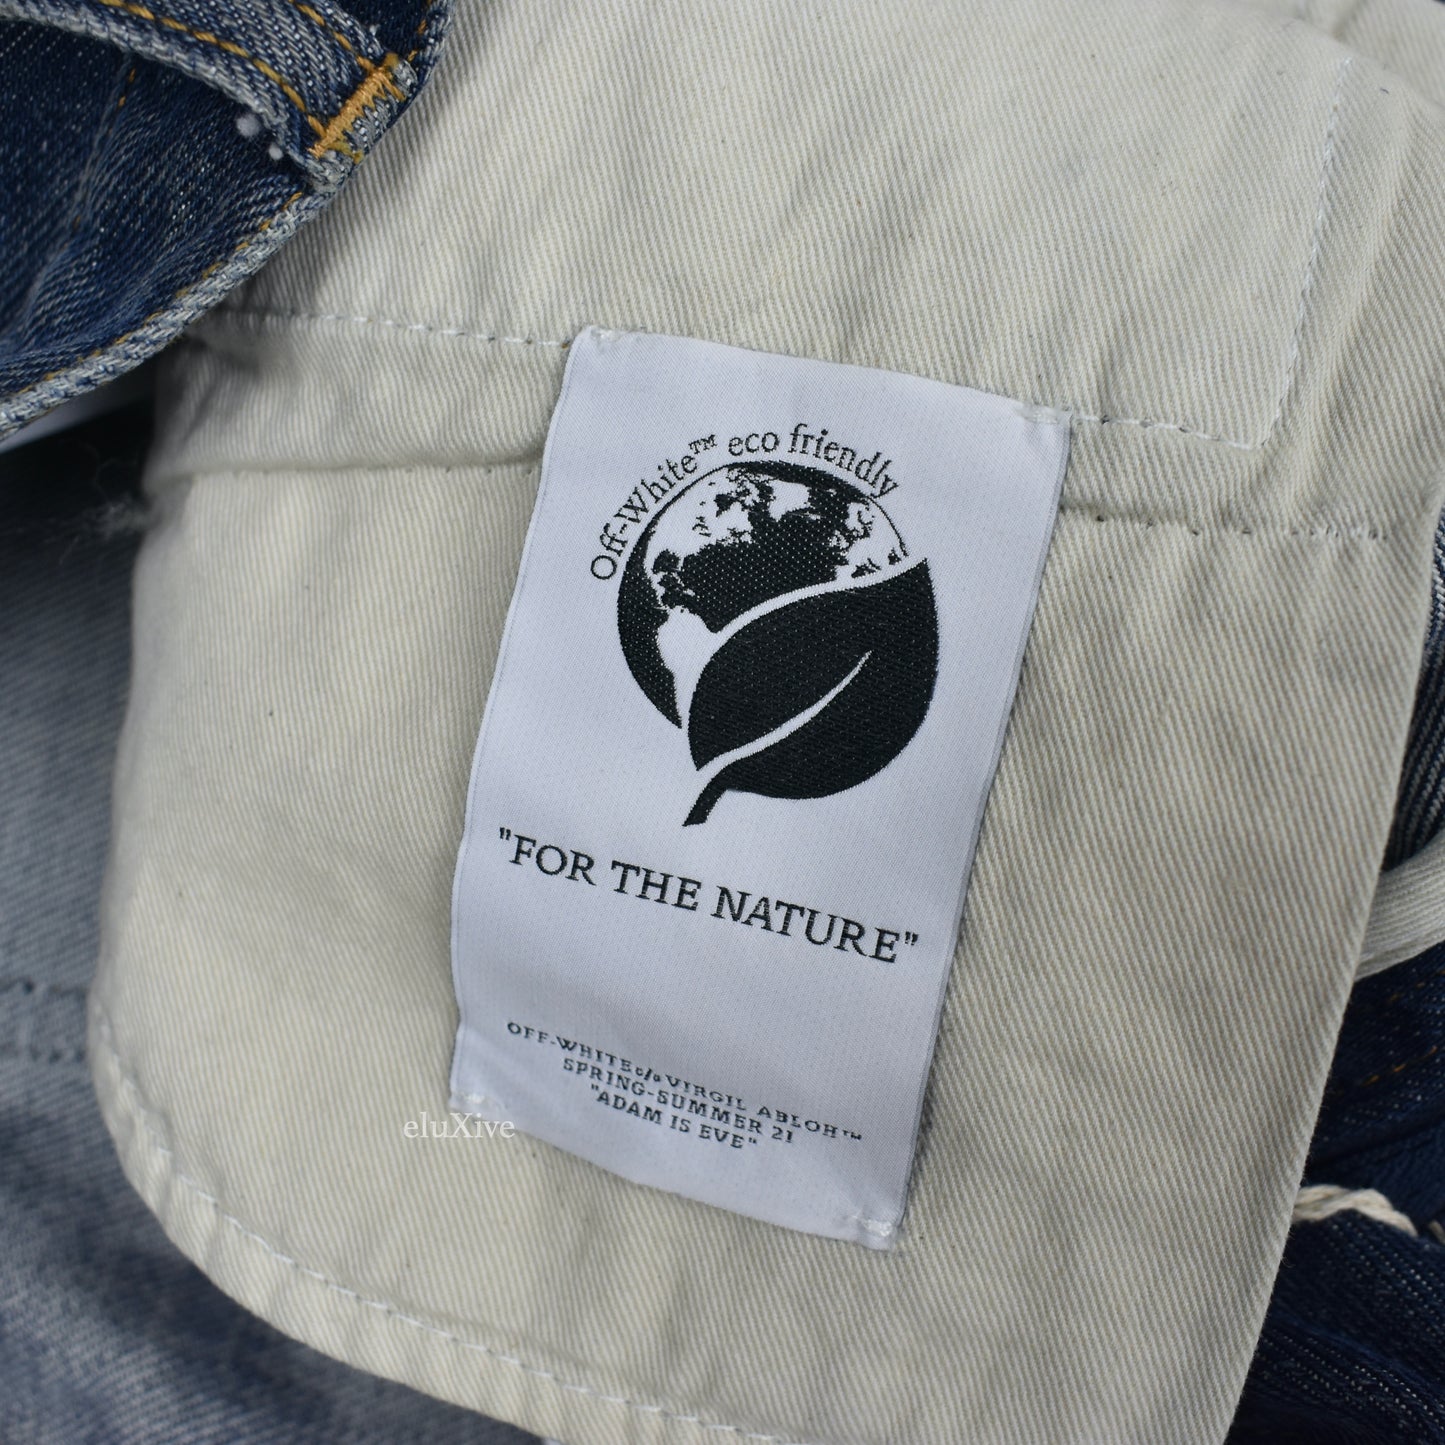 Off-White™ eco friendly
"FOR THE NATURE"
OFF-WHITE c/o VIRGIL ABLOH™
SPRING-SUMMER 21
"ADAM IS EVE"
eluXive